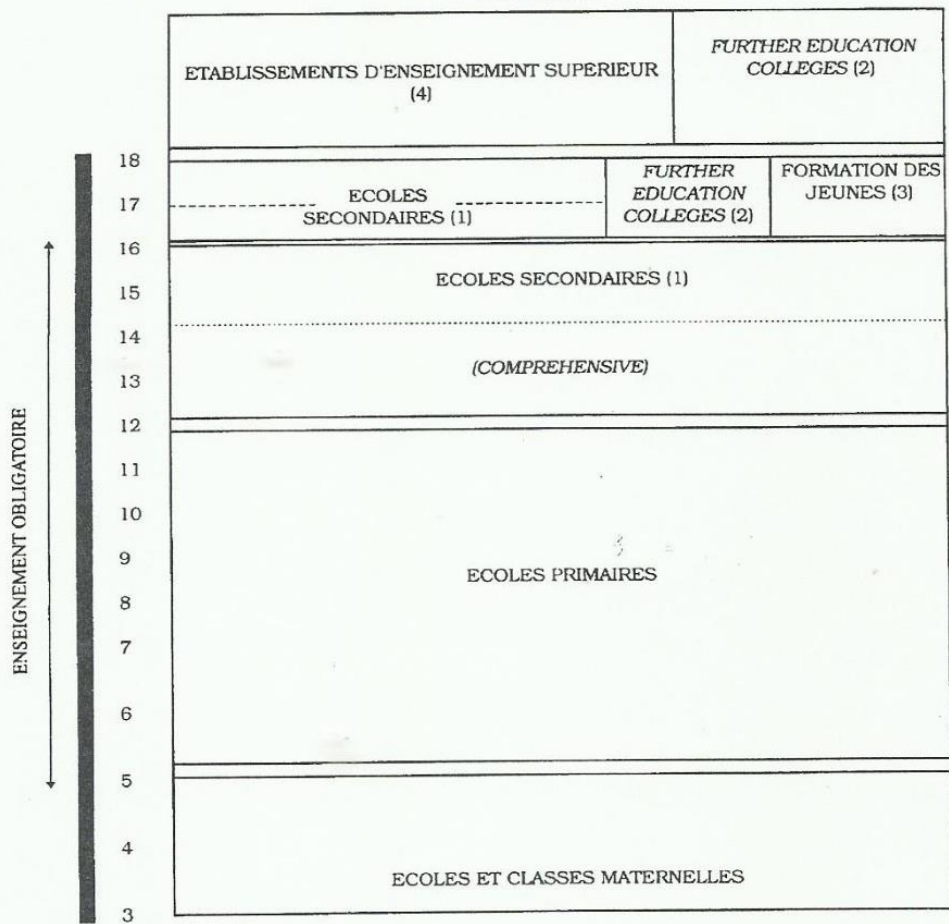 ETABLISSEMENTS D'ENSEIGNEMENT SUPERIEUR
(4)
FURTHER EDUCATION
COLLEGES (2)
18
17
ECOLES
SECONDAIRES (1)
FURTHER
EDUCATION
COLLEGES (2)
FORMATION DES
JEUNES (3)
16
15
ECOLES SECONDAIRES (1)
14
13
(COMPREHENSIVE)
12
11
10
9
8
7
6
ECOLES PRIMAIRES
5
4
3
ECOLES ET CLASSES MATERNELLES
ENSEIGNEMENT OBLIGATOIRE